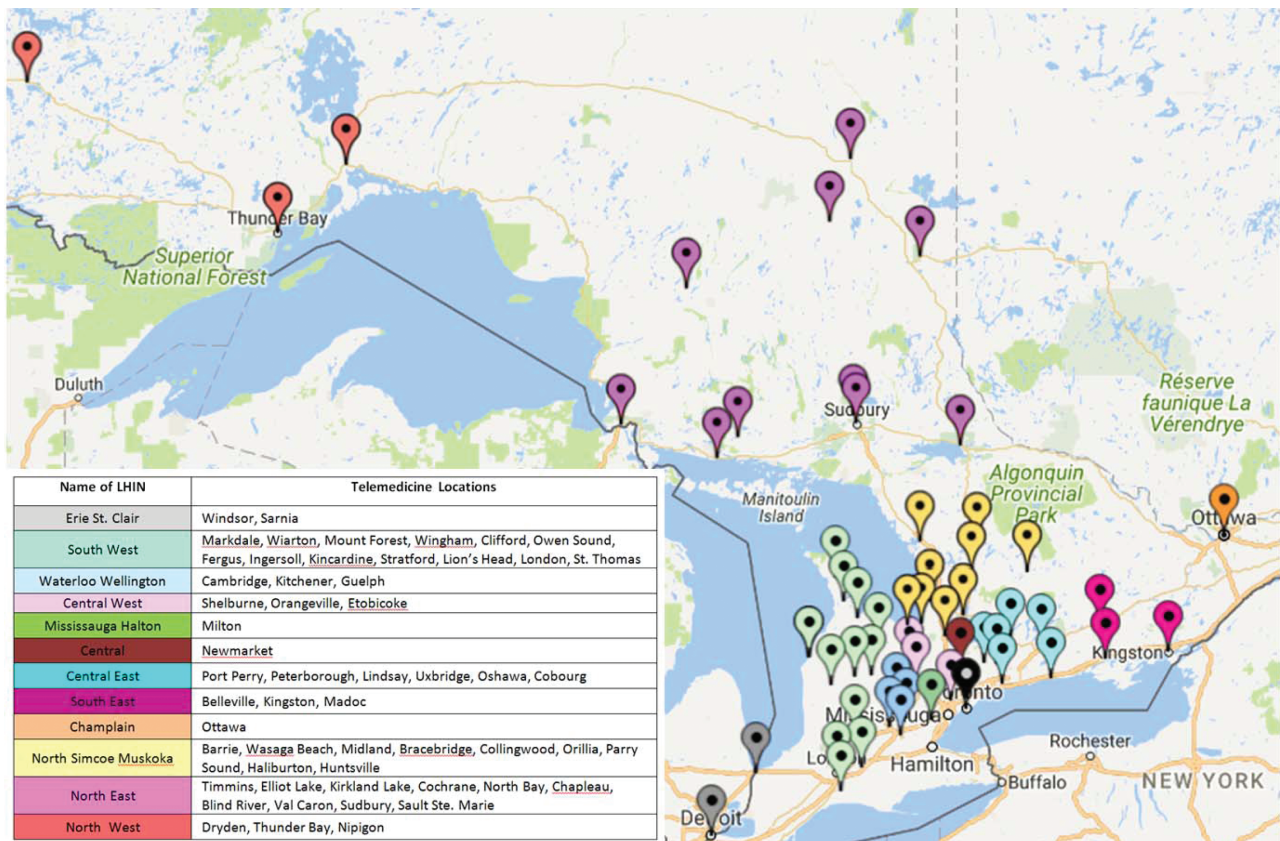 Thunder Bay
Superior
National Forest
Duluth
Sudbury
Réserve
faunique La
Vérendrye
Algonquin
Provincial
Park
Manitoulin
Island
Ottawa
Kingston
Toronto
Mississauga
Hamilton
London
Rochester
Buffalo
NEW YORK
Detroit
Name of LHIN Telemedicine Locations
Erie St. Clair Windsor, Sarnia
South West Markdale, Wiarton, Mount Forest, Wingham, Clifford, Owen Sound,
Fergus, Ingersoll, Kincardine, Stratford, Lion's Head, London, St. Thomas
Waterloo Wellington Cambridge, Kitchener, Guelph
Central West Shelburne, Orangeville, Etobicoke
Mississauga Halton Milton
Central Newmarket
Central East Port Perry, Peterborough, Lindsay, Uxbridge, Oshawa, Cobourg
South East Belleville, Kingston, Madoc
Champlain Ottawa
North Simcoe Muskoka Barrie, Wasaga Beach, Midland, Bracebridge, Collingwood, Orillia, Parry
Sound, Haliburton, Huntsville
North East Timmins, Elliot Lake, Kirkland Lake, Cochrane, North Bay, Chapleau,
Blind River, Val Caron, Sudbury, Sault Ste. Marie
North West Dryden, Thunder Bay, Nipigon